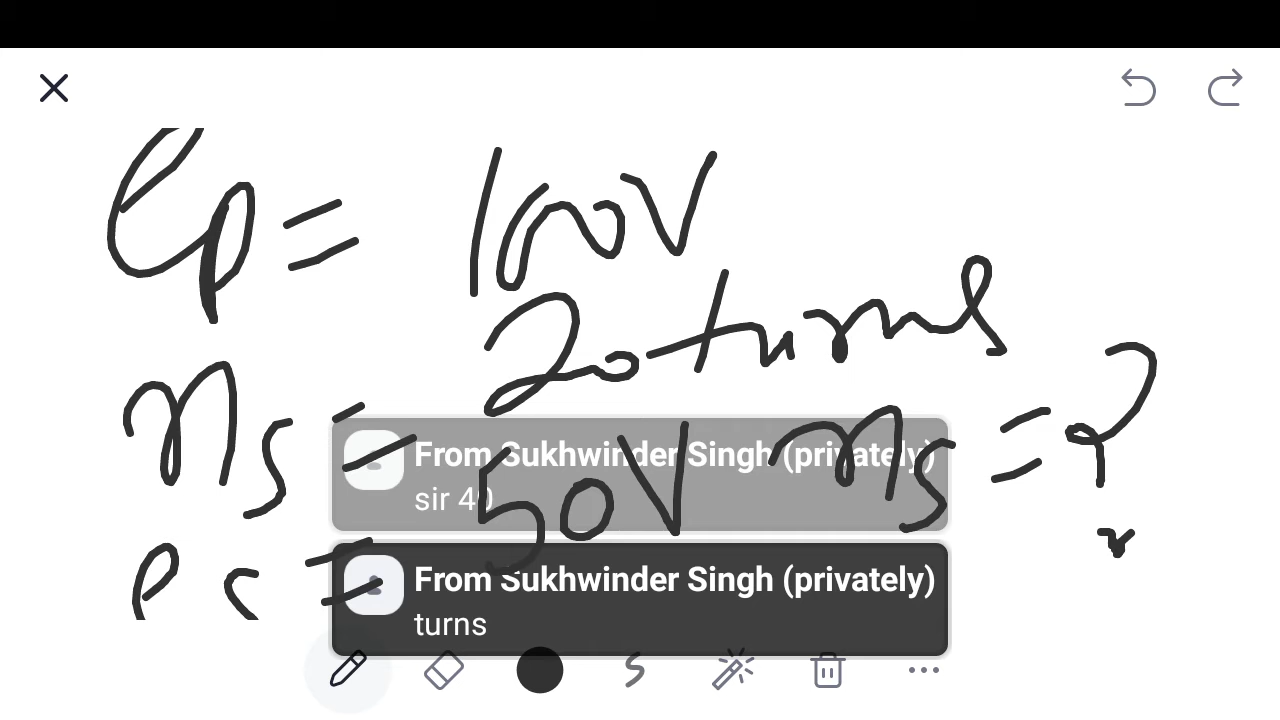 ep = 100V
ns = 20 turns
es = 50V ns = ?
From Sukhwinder Singh (privately)
sir 40
From Sukhwinder Singh (privately)
turns